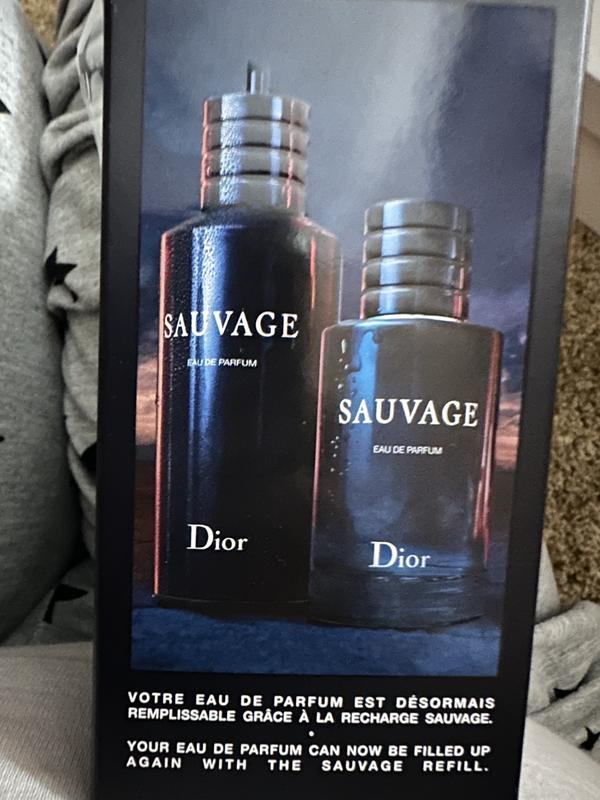 SAUVAGE
EAU DE PARFUM
Dior
SAUVAGE
EAU DE PARFUM
Dior
VOTRE EAU DE PARFUM EST DÉSORMAIS
REMPLISSABLE GRÂCE À LA RECHARGE SAUVAGE.
•
YOUR EAU DE PARFUM CAN NOW BE FILLED UP
AGAIN WITH THE SAUVAGE REFILL.